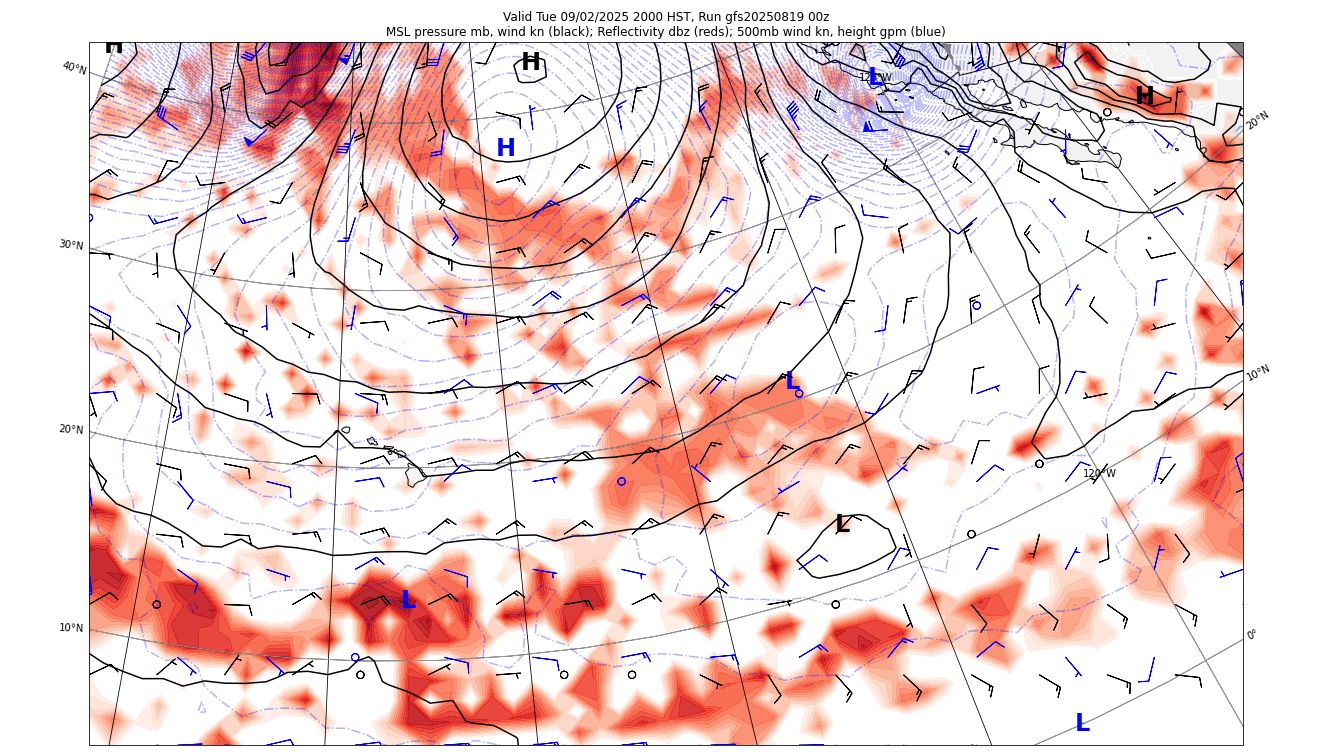 Valid Tue 09/02/2025 2000 HST, Run gfs20250819 00z
MSL pressure mb, wind kn (black); Reflectivity dbz (reds); 500mb wind kn, height gpm (blue)
H
H
L
H
H
40°N
20°N
30°N
L
10°N
20°N
120°W
L
L
10°N
0°
L